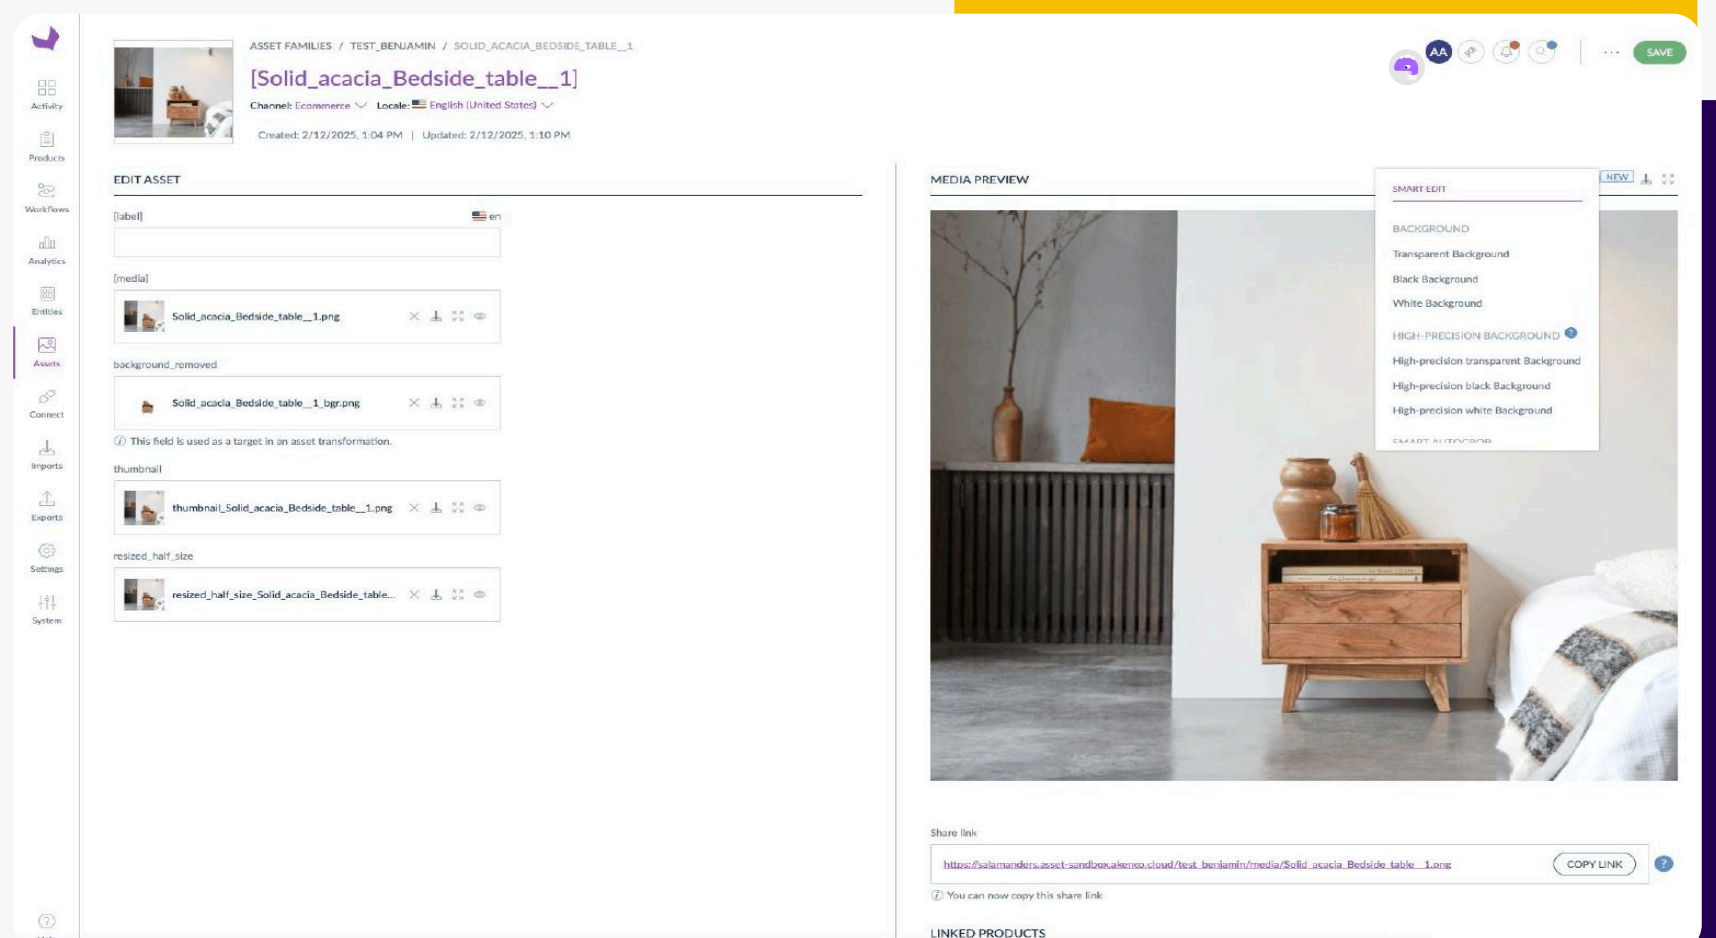 ASSET FAMILIES / TEST_BENJAMIN / SOLID_ACACIA_BEDSIDE_TABLE__1
[Solid_acacia_Bedside_table__1]
Channel: Ecommerce Locale: English (United States)
Created: 2/12/2025, 1:04 PM | Updated: 2/12/2025, 1:10 PM
AA
...
SAVE
Activity
Products
Workflows
Analytics
Entities
Assets
Connect
Imports
Exports
Settings
System
EDIT ASSET
[label] en
[media]
Solid_acacia_Bedside_table__1.png
background_removed
Solid_acacia_Bedside_table__1_bgr.png
This field is used as a target in an asset transformation.
thumbnail
thumbnail_Solid_acacia_Bedside_table__1.png
resized_half_size
resized_half_size_Solid_acacia_Bedside_table...
MEDIA PREVIEW
NEW
SMART EDIT
BACKGROUND
Transparent Background
Black Background
White Background
HIGH-PRECISION BACKGROUND ?
High-precision transparent Background
High-precision black Background
High-precision white Background
SMART AUTOCROP
Share link
https://salamanders.asset-sandbox.akeneo.cloud/test_benjamin/media/Solid_acacia_Bedside_table__1.png
COPY LINK ?
You can now copy this share link
LINKED PRODUCTS